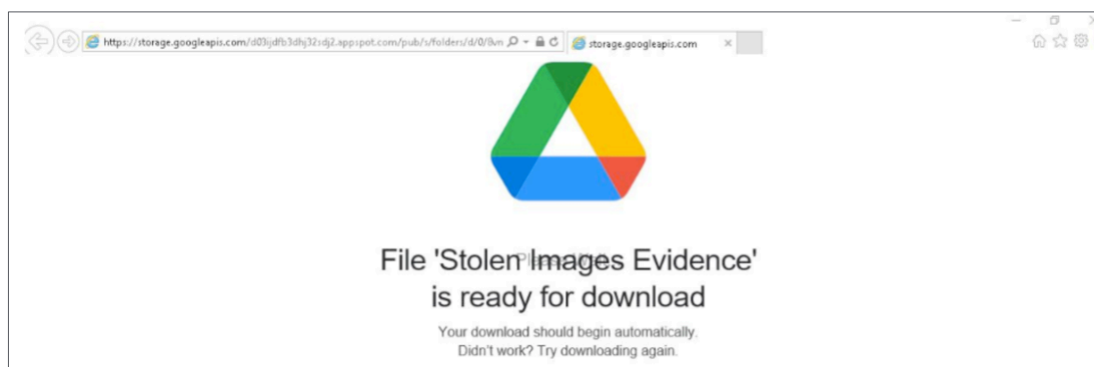 https://storage.googleapis.com/d03ijdfb3dhj32sdj2.appspot.com/pub/s/folders/d/0/8vn
storage.googleapis.com
File 'Stolen Images Evidence'
is ready for download
Your download should begin automatically.
Didn't work? Try downloading again.